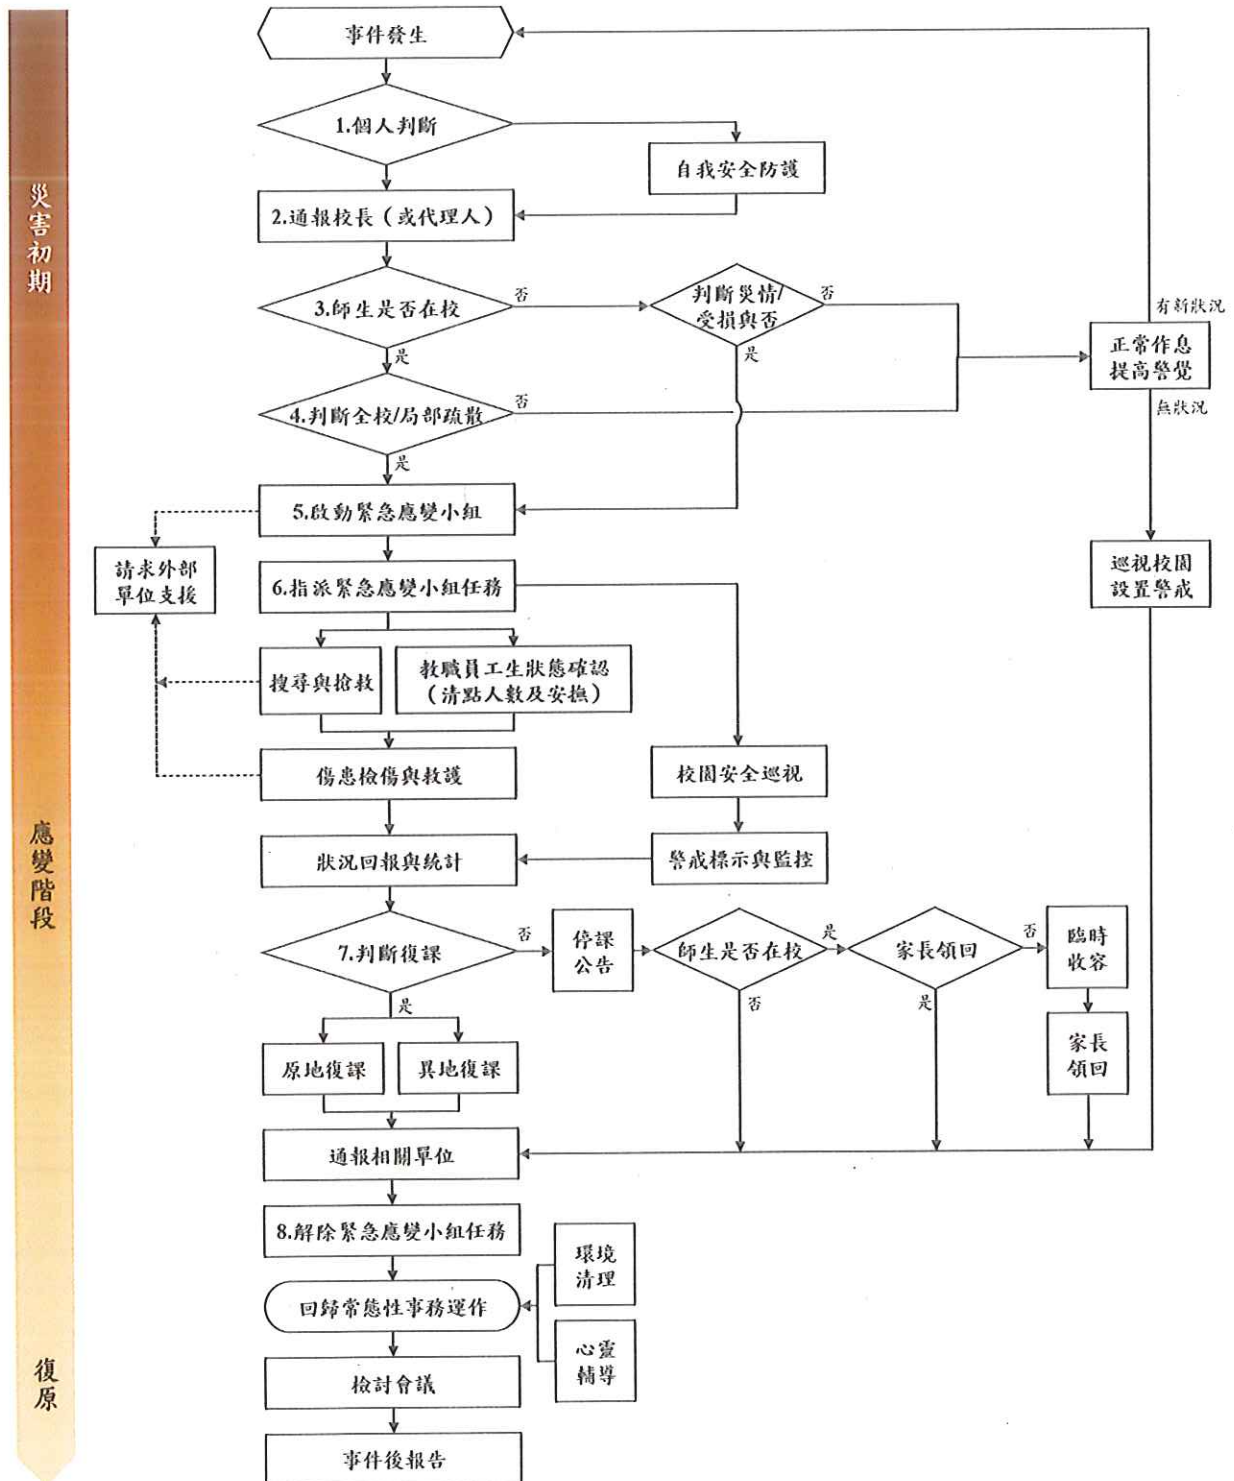 災害初期
應變階段
復原
事件發生
1.個人判斷
自我安全防護
2.通報校長（或代理人）
3.師生是否在校
否
是
判斷災情/
受損與否
否
是
有新狀況
正常作息
提高警覺
無狀況
4.判斷全校/局部疏散
否
是
5.啟動緊急應變小組
請求外部
單位支援
巡視校園
設置警戒
6.指派緊急應變小組任務
搜尋與搶救
教職員工生狀態確認
（清點人數及安撫）
傷患檢傷與救護
校園安全巡視
狀況回報與統計
警戒標示與監控
7.判斷復課
否
是
停課
公告
師生是否在校
是
否
家長領回
否
是
臨時
收容
家長
領回
原地復課
異地復課
通報相關單位
8.解除緊急應變小組任務
環境
清理
回歸常態性事務運作
心靈
輔導
檢討會議
事件後報告